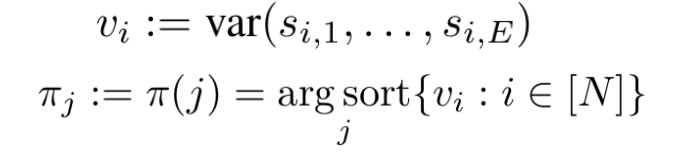 v_i := var(s_{i,1}, . . . , s_{i,E})
π_j := π(j) = arg sort_j {v_i : i ∈ [N]}